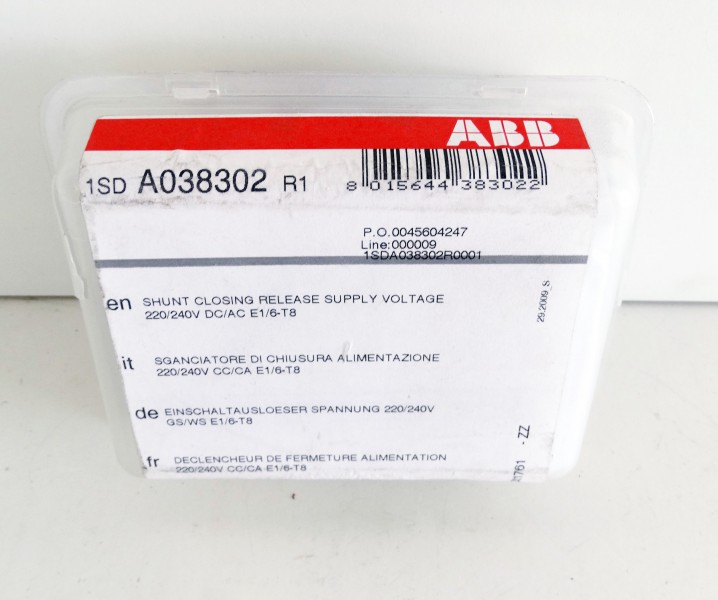 ABB
1SD A038302 R1
8 015644 383022
P.O.0045604247
Line:000009
1SDA038302R0001
29.2009_S
en SHUNT CLOSING RELEASE SUPPLY VOLTAGE
220/240V DC/AC E1/6-T8
it SGANCIATORE DI CHIUSURA ALIMENTAZIONE
220/240V CC/CA E1/6-T8
de EINSCHALTAUSLOESER SPANNUNG 220/240V
GS/WS E1/6-T8
fr DECLENCHEUR DE FERMETURE ALIMENTATION
220/240V CC/CA E1/6-T8
- ZZ